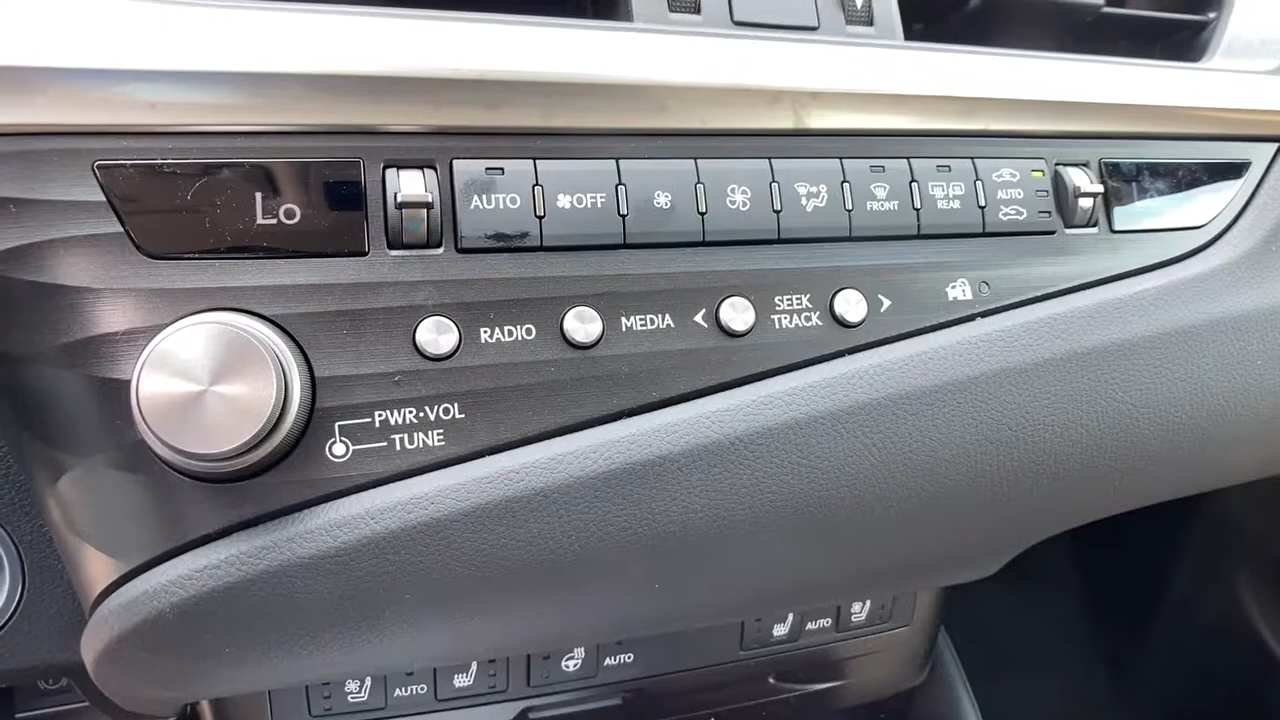 Lo
AUTO
OFF
FRONT
REAR
AUTO
RADIO
MEDIA
SEEK
TRACK
PWR•VOL
TUNE
AUTO
AUTO
AUTO